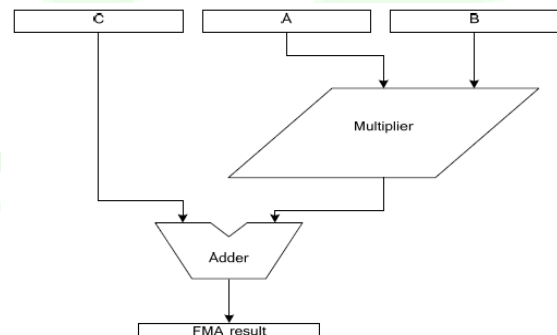 C
A
B
Multiplier
Adder
FMA result